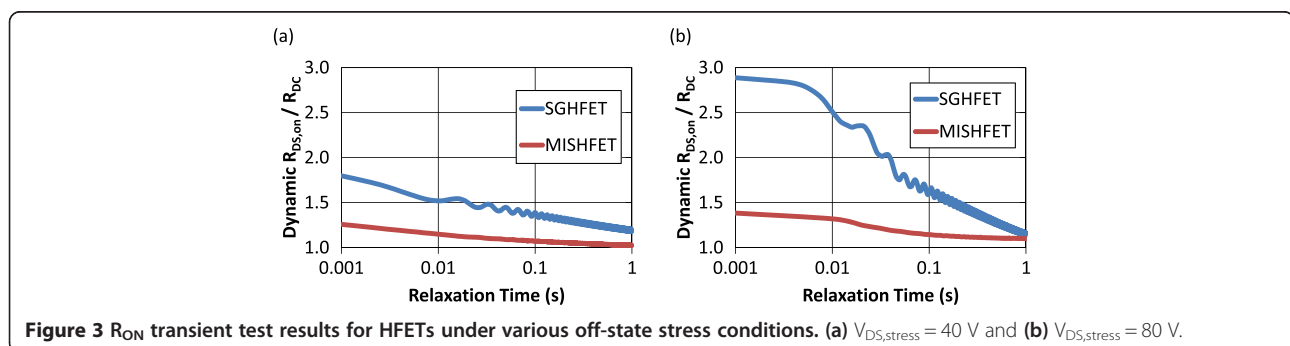 (a)
Dynamic R_DS,on / R_DC
3.0
2.5
2.0
1.5
1.0
SGHFET
MISHFET
0.001
0.01
0.1
1
Relaxation Time (s)
(b)
Dynamic R_DS,on / R_DC
3.0
2.5
2.0
1.5
1.0
SGHFET
MISHFET
0.001
0.01
0.1
1
Relaxation Time (s)
Figure 3 R_ON transient test results for HFETs under various off-state stress conditions. (a) V_DS,stress = 40 V and (b) V_DS,stress = 80 V.